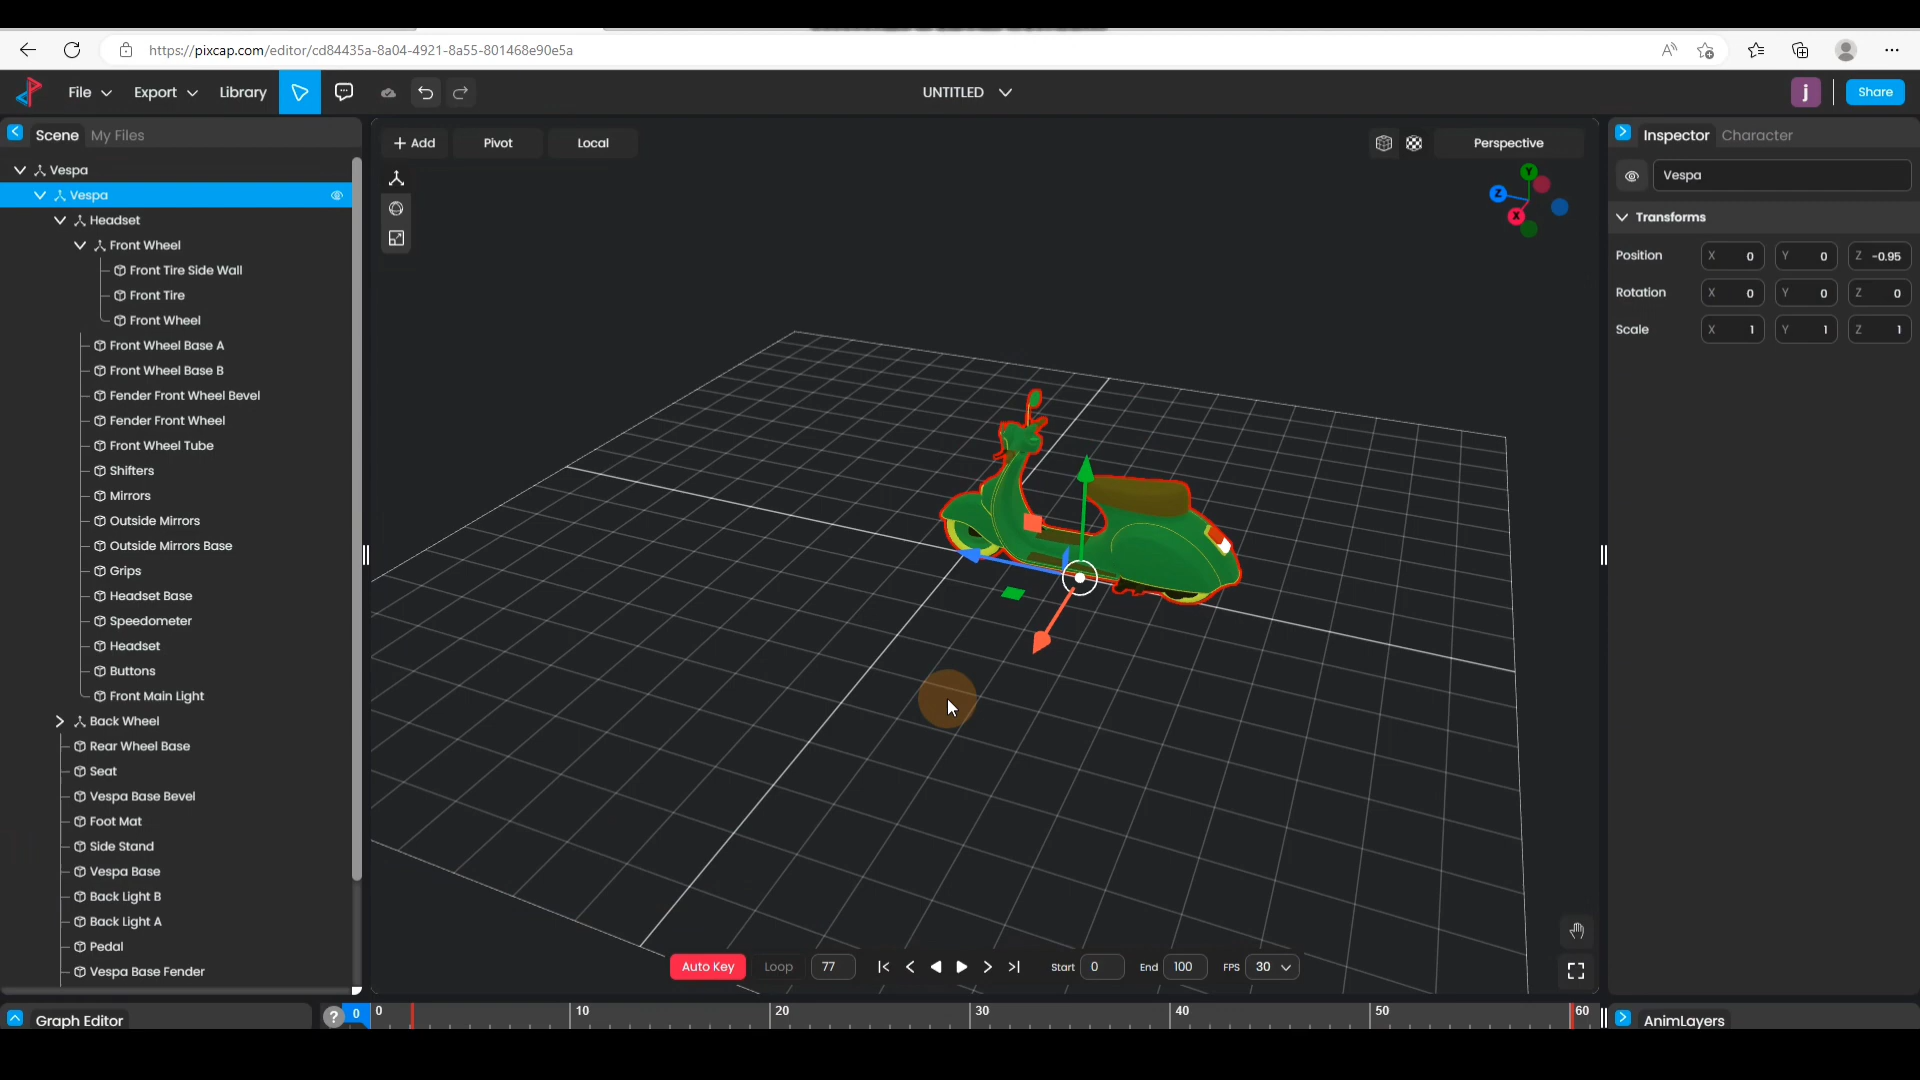 https://pixcap.com/editor/cd84435a-8a04-4921-8a55-801468e90e5a
File Export Library UNTITLED j Share
Scene My Files + Add Pivot Local Perspective Inspector Character
Vespa
Vespa
Headset
Front Wheel
Front Tire Side Wall
Front Tire
Front Wheel
Front Wheel Base A
Front Wheel Base B
Fender Front Wheel Bevel
Fender Front Wheel
Front Wheel Tube
Shifters
Mirrors
Outside Mirrors
Outside Mirrors Base
Grips
Headset Base
Speedometer
Headset
Buttons
Front Main Light
Back Wheel
Rear Wheel Base
Seat
Vespa Base Bevel
Foot Mat
Side Stand
Vespa Base
Back Light B
Back Light A
Pedal
Vespa Base Fender
Y
Z
X
Vespa
Transforms
Position X 0 Y 0 Z -0.95
Rotation X 0 Y 0 Z 0
Scale X 1 Y 1 Z 1
Auto Key Loop 77 Start 0 End 100 FPS 30
Graph Editor ? 0 0 10 20 30 40 50 60 AnimLayers